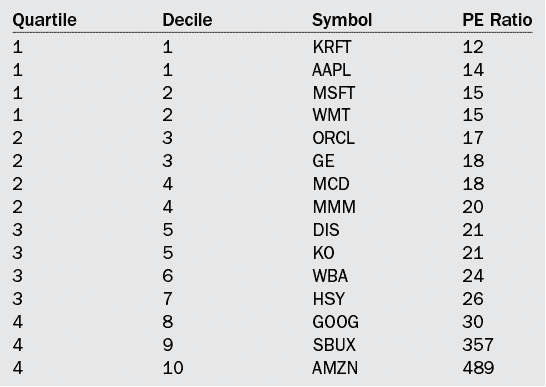 Quartile Decile Symbol PE Ratio
1 1 KRFT 12
1 1 AAPL 14
1 2 MSFT 15
1 2 WMT 15
2 3 ORCL 17
2 3 GE 18
2 4 MCD 18
2 4 MMM 20
3 5 DIS 21
3 5 KO 21
3 6 WBA 24
3 7 HSY 26
4 8 GOOG 30
4 9 SBUX 357
4 10 AMZN 489